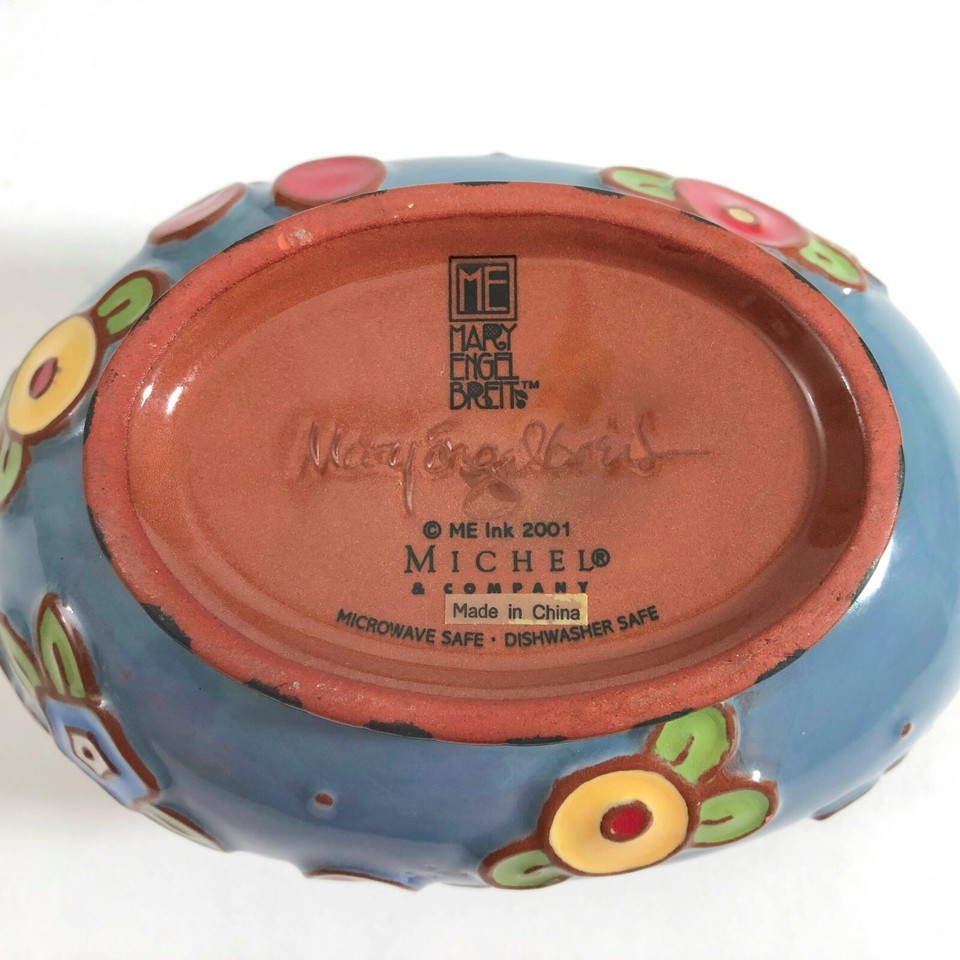 ME
MARY
ENGEL
BREITS™
Mary Engelbreit
© ME Ink 2001
MICHEL®
& COMPANY
Made in China
MICROWAVE SAFE · DISHWASHER SAFE